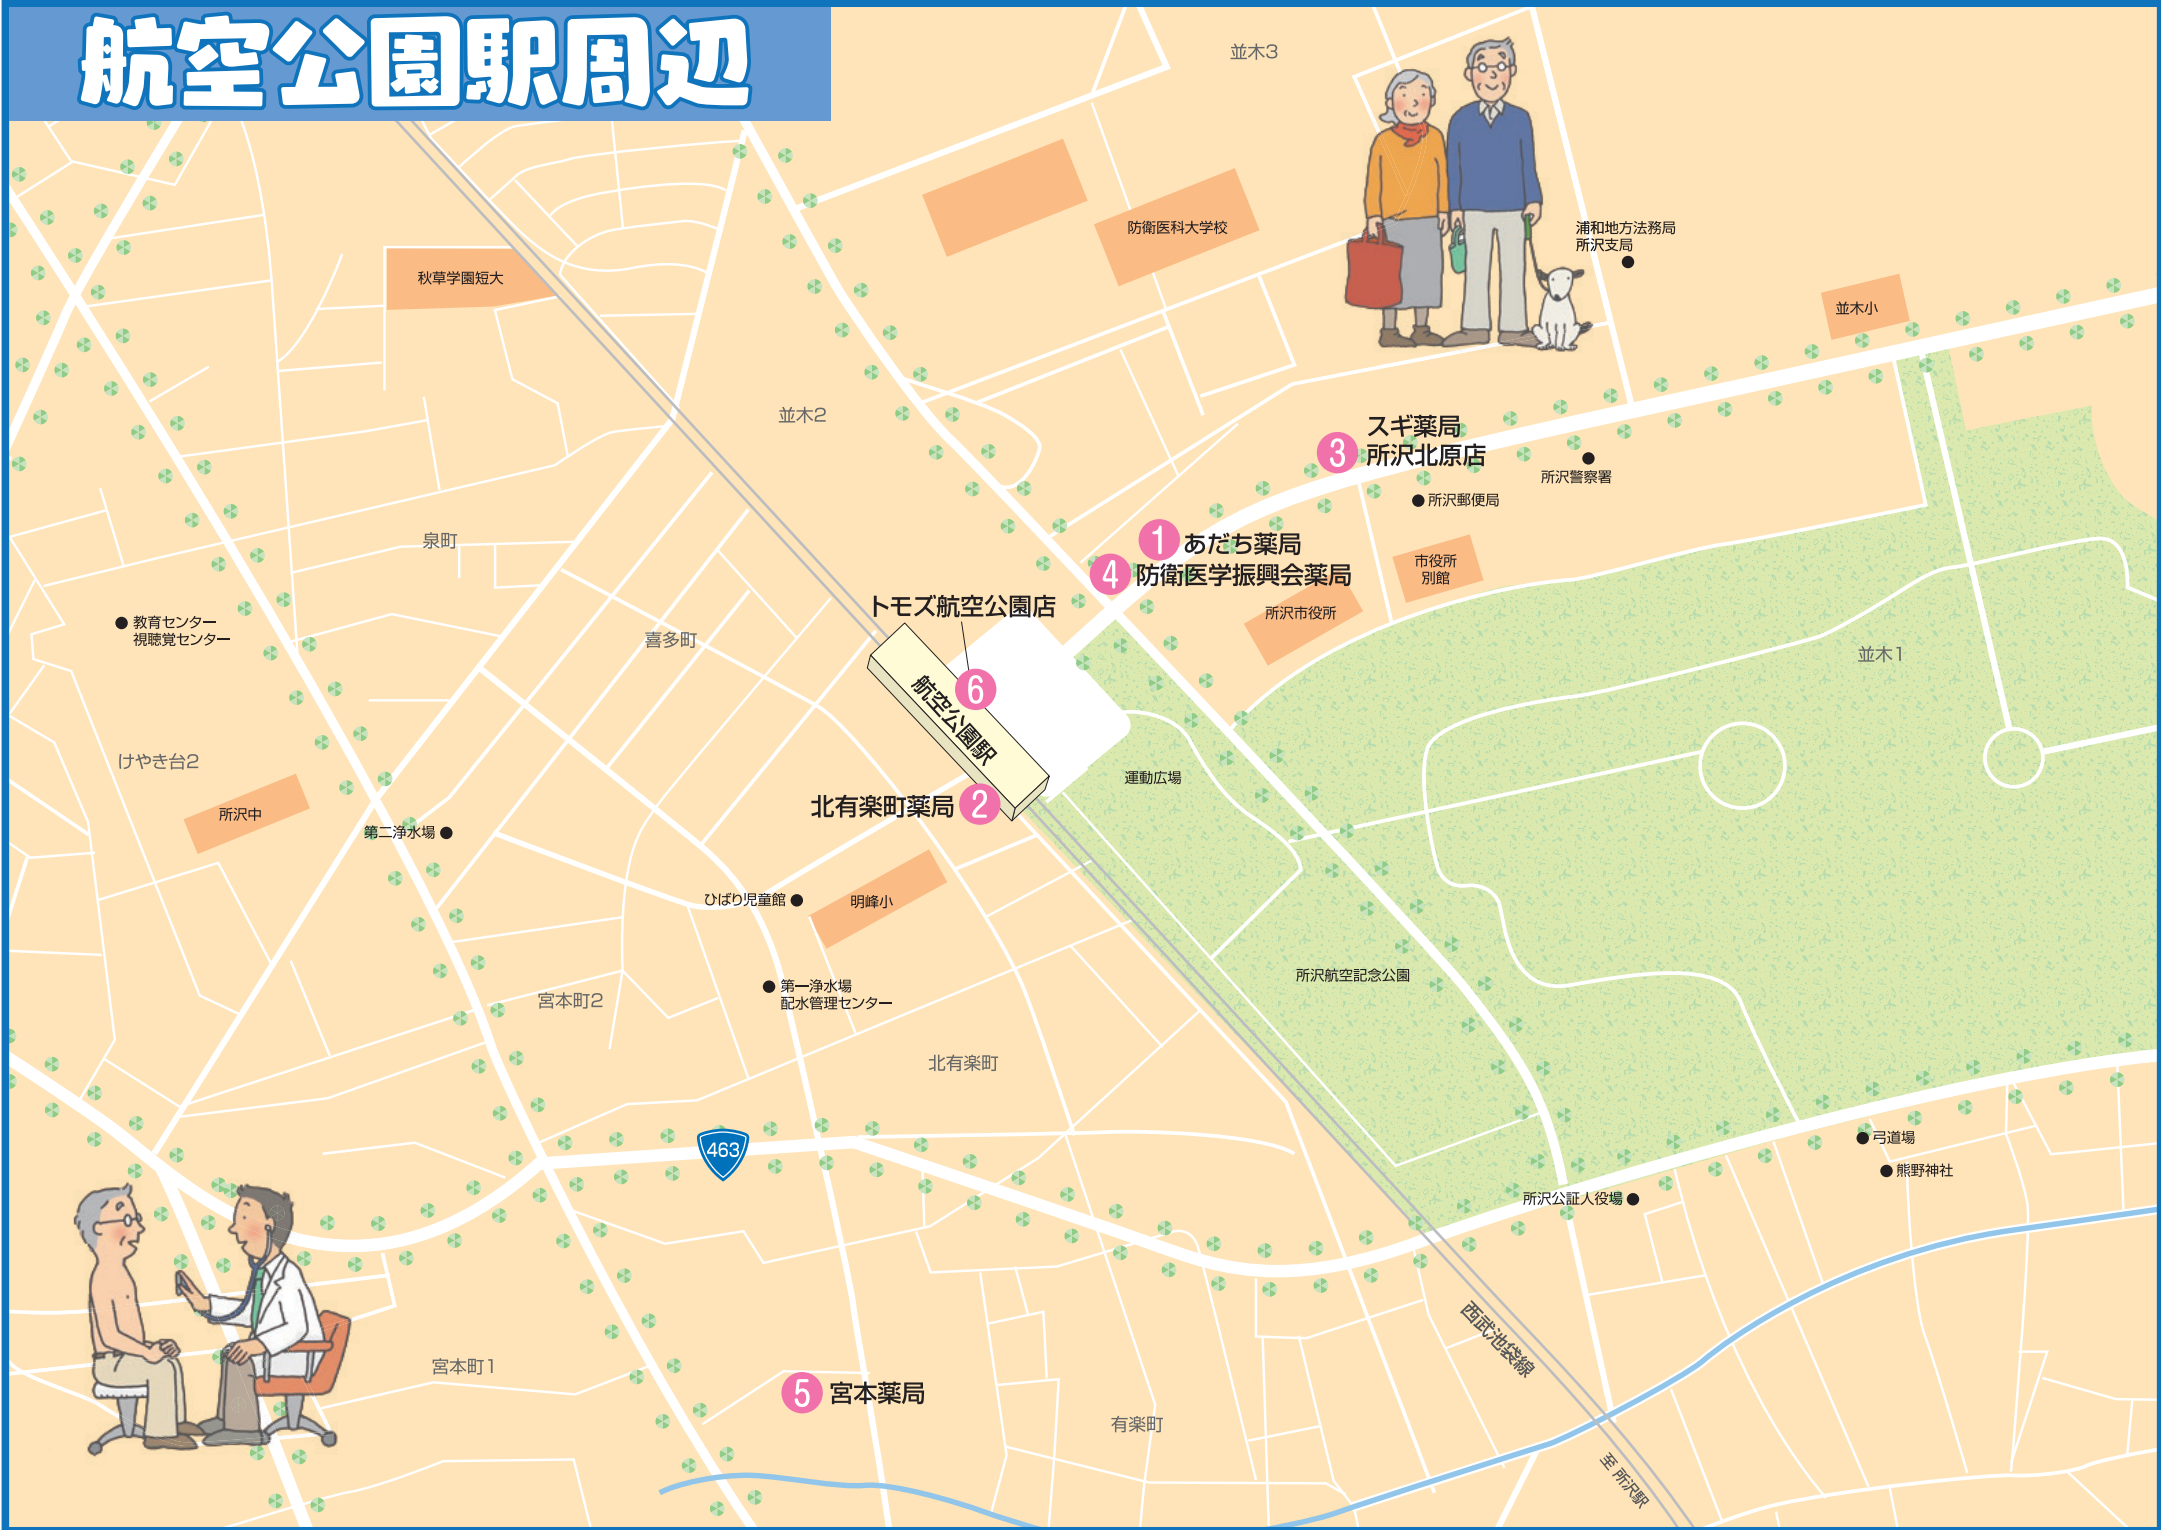 航空公園駅周辺
並木3
防衛医科大学校
浦和地方法務局
所沢支局
秋草学園短大
並木小
並木2
3
スギ薬局
所沢北原店
所沢警察署
所沢郵便局
泉町
1
あだち薬局
4
防衛医学振興会薬局
市役所
別館
トモズ航空公園店
所沢市役所
教育センター
視聴覚センター
喜多町
並木1
6
航空公園駅
けやき台2
運動広場
北有楽町薬局
2
所沢中
第二浄水場
ひばり児童館
明峰小
所沢航空記念公園
第一浄水場
配水管理センター
宮本町2
北有楽町
463
弓道場
熊野神社
所沢公証人役場
西武池袋線
宮本町1
5
宮本薬局
有楽町
至 所沢駅